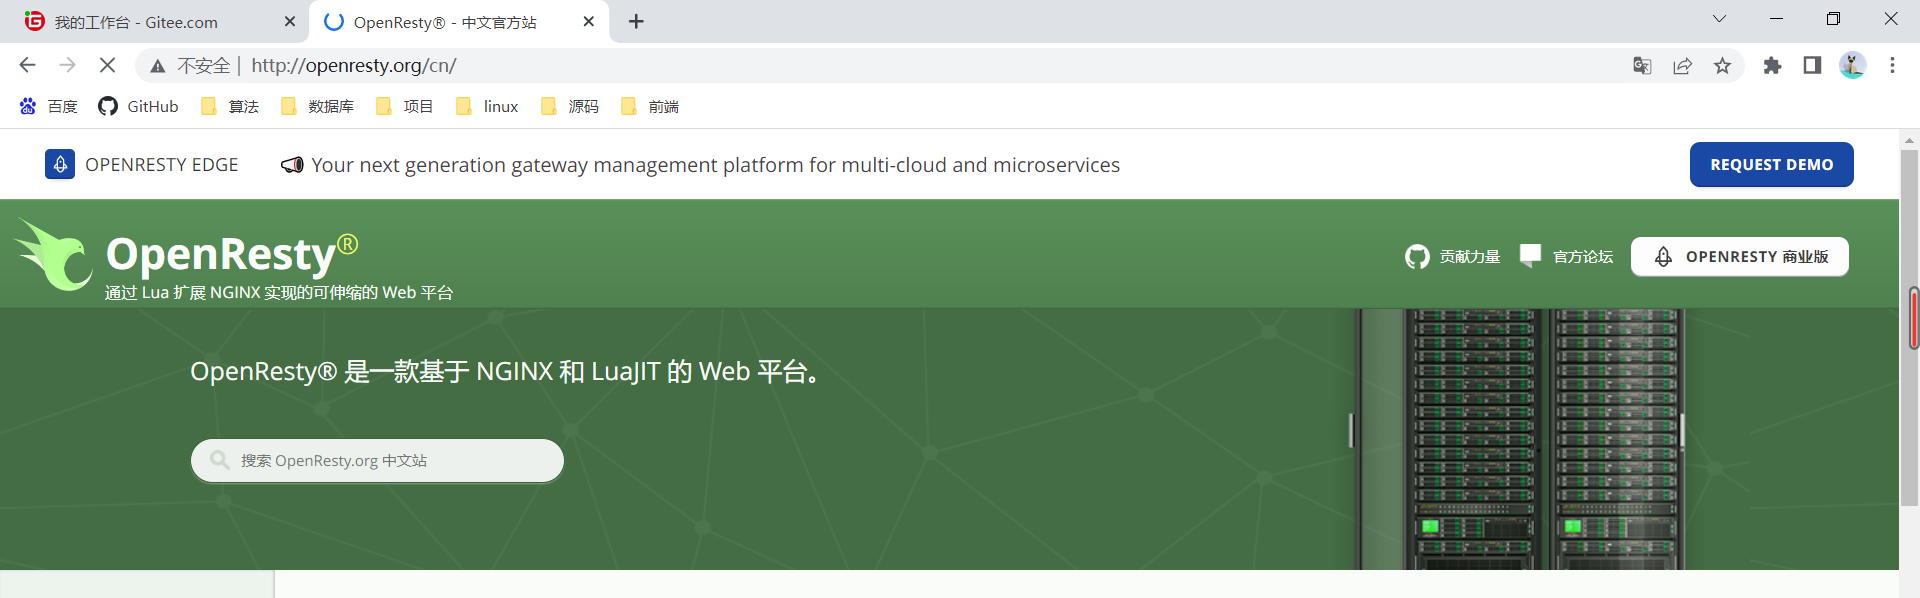 我的工作台 - Gitee.com
OpenResty® - 中文官方站
不安全 | http://openresty.org/cn/
百度 GitHub 算法 数据库 项目 linux 源码 前端
OPENRESTY EDGE Your next generation gateway management platform for multi-cloud and microservices REQUEST DEMO
OpenResty®
通过 Lua 扩展 NGINX 实现的可伸缩的 Web 平台
贡献力量 官方论坛 OPENRESTY 商业版
OpenResty® 是一款基于 NGINX 和 LuaJIT 的 Web 平台。
搜索 OpenResty.org 中文站